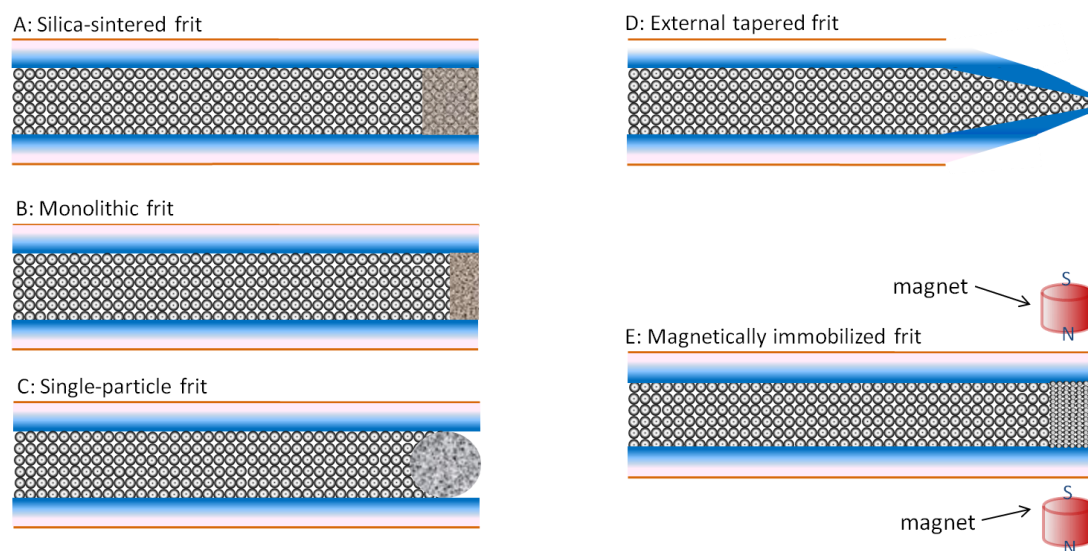 A: Silica-sintered frit
B: Monolithic frit
C: Single-particle frit
D: External tapered frit
S
magnet
N
E: Magnetically immobilized frit
S
magnet
N